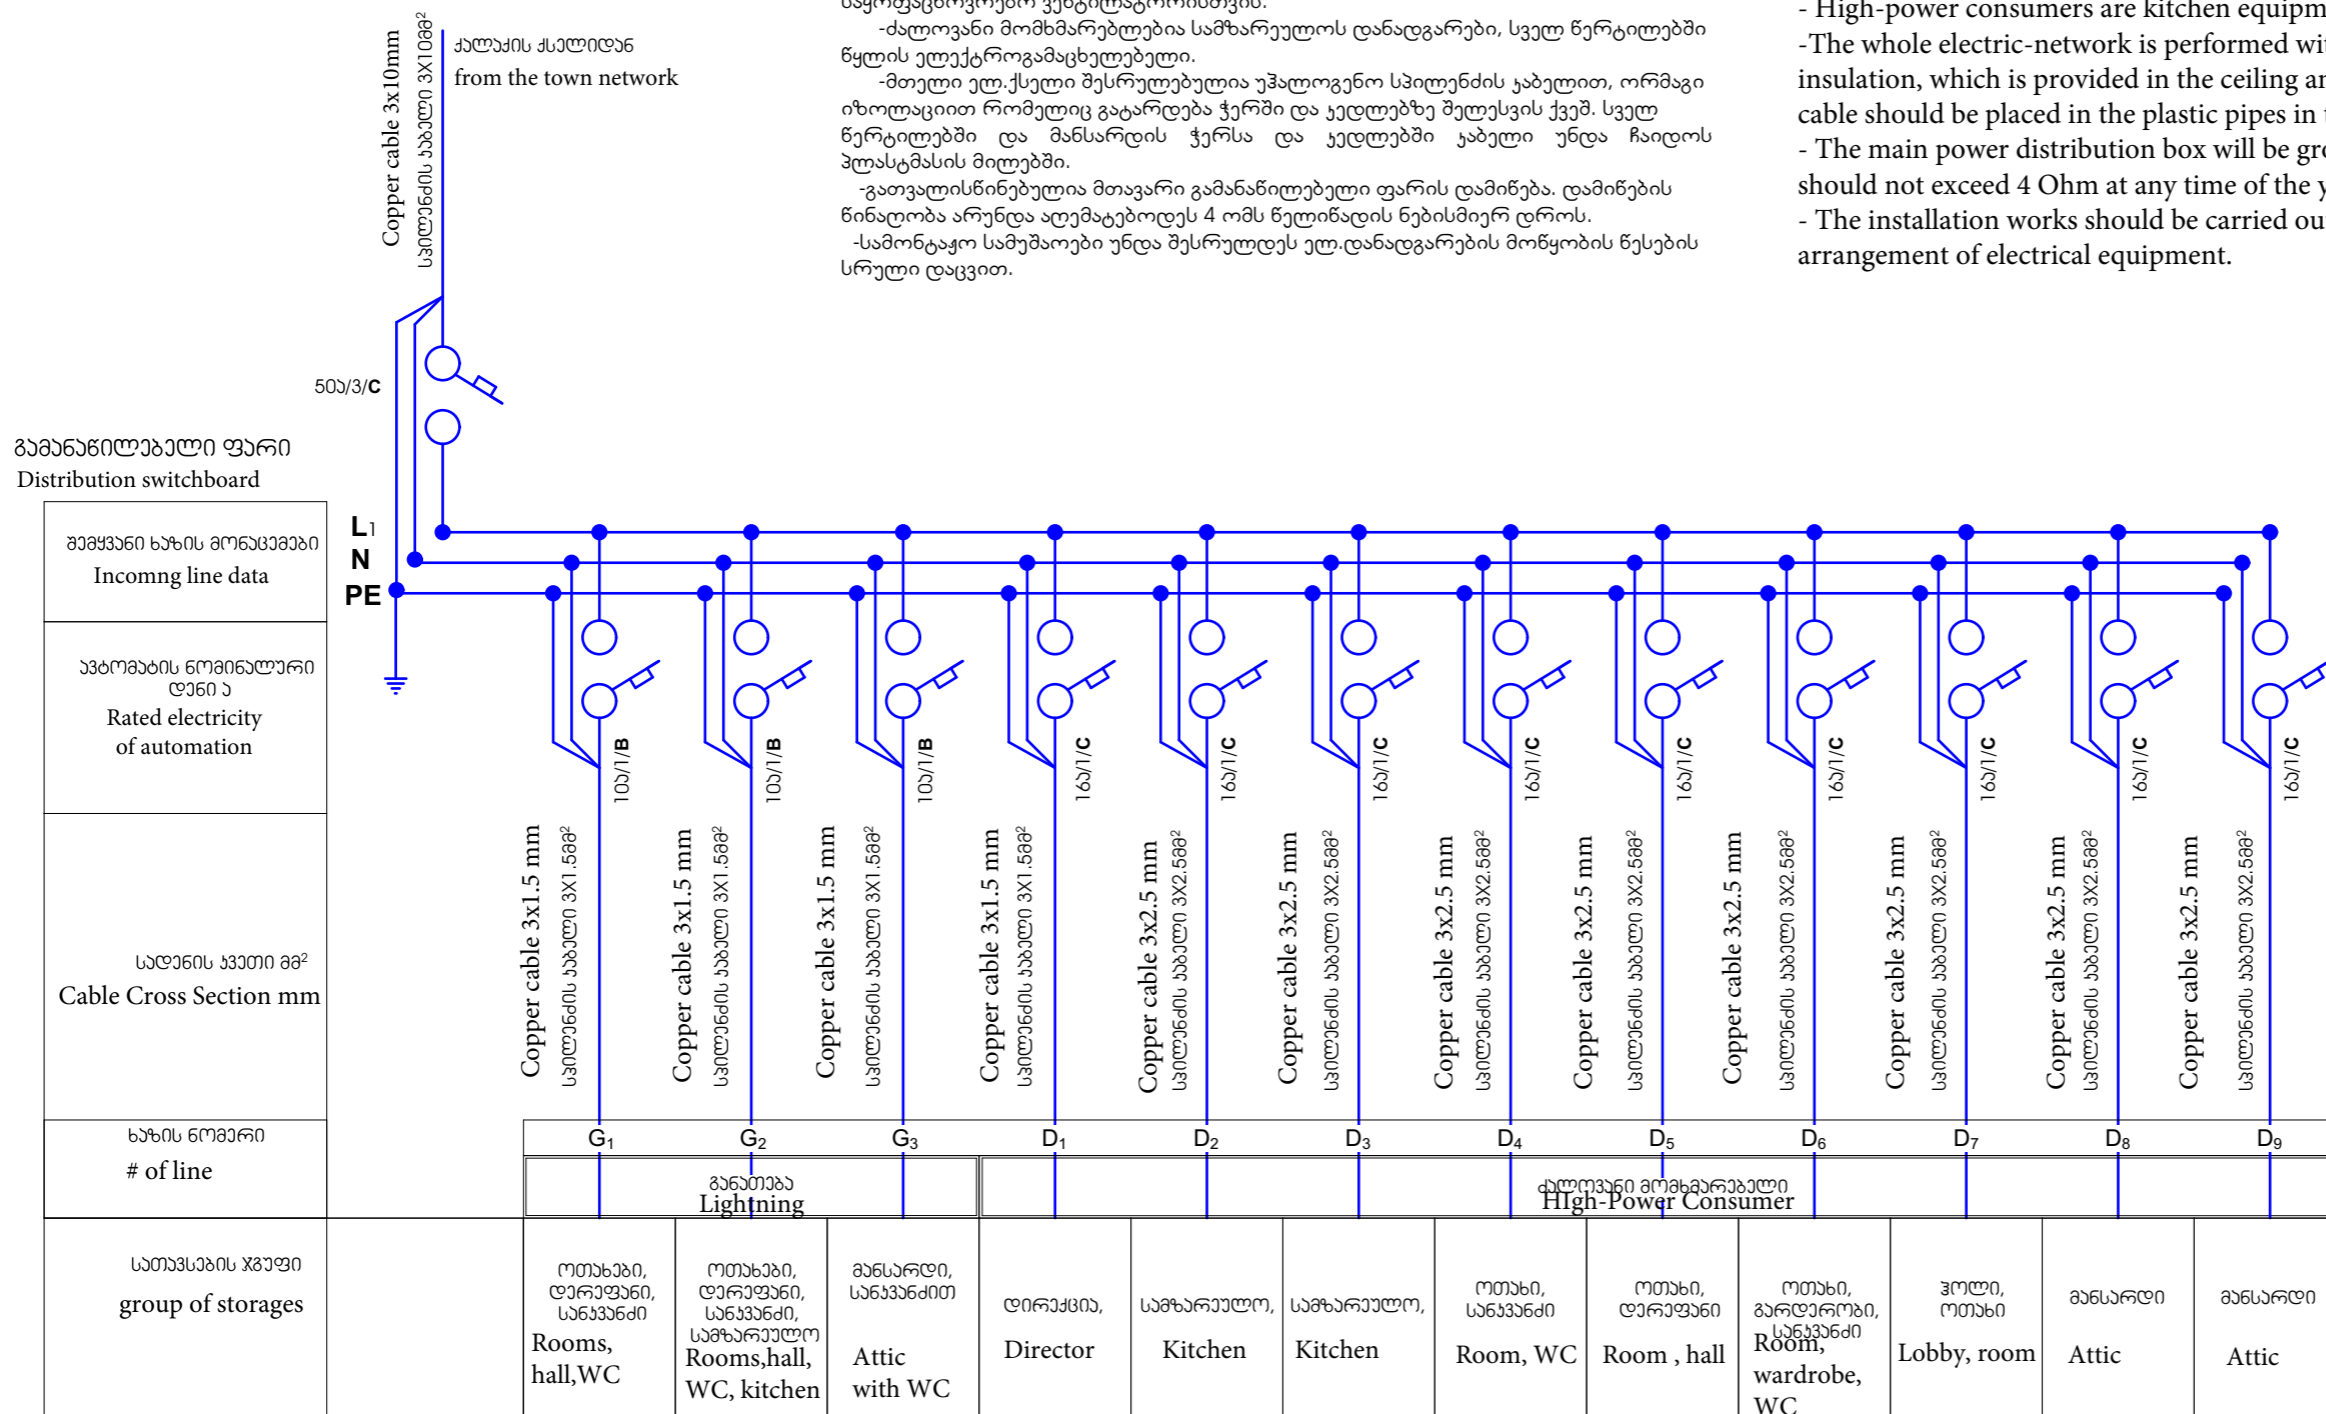 ქალაქის ქსელიდან
from the town network
Copper cable 3x10mm
სპილენძის კაბელი 3X10მმ²
საყოფაცხოვრებო ვენტილატორისთვის.
-ძალოვანი მომხმარებლებია სამზარეულოს დანადგარები, სველ წერტილებში
წყლის ელექტროგამაცხელებელი.
-მთელი ელ.ქსელი შესრულებულია უჰალოგენო სპილენძის კაბელით, ორმაგი
იზოლაციით რომელიც გატარდება ჭერში და კედლებზე შელესვის ქვეშ. სველ
წერტილებში და მანსარდის ჭერსა და კედლებში კაბელი უნდა ჩაიდოს
პლასტმასის მილებში.
-გათვალისწინებულია მთავარი გამანაწილებელი ფარის დამიწება. დამიწების
წინაღობა არუნდა აღემატებოდეს 4 ომს წელიწადის ნებისმიერ დროს.
-სამონტაჟო სამუშაოები უნდა შესრულდეს ელ.დანადგარების მოწყობის წესების
სრული დაცვით.
- High-power consumers are kitchen equipm
-The whole electric-network is performed wi
insulation, which is provided in the ceiling a
cable should be placed in the plastic pipes in
- The main power distribution box will be gr
should not exceed 4 Ohm at any time of the y
- The installation works should be carried ou
arrangement of electrical equipment.
50ა/3/C
გამანაწილებელი ფარი
Distribution switchboard
შემყვანი ხაზის მონაცემები
Incomng line data
L1
N
PE
ავტომატის ნომინალური
დენი ა
Rated electricity
of automation
10ა/1/B
10ა/1/B
10ა/1/B
16ა/1/C
16ა/1/C
16ა/1/C
16ა/1/C
16ა/1/C
16ა/1/C
16ა/1/C
16ა/1/C
16ა/1/C
სადენის კვეთი მმ²
Cable Cross Section mm
Copper cable 3x1.5 mm
სპილენძის კაბელი 3X1.5მმ²
Copper cable 3x1.5 mm
სპილენძის კაბელი 3X1.5მმ²
Copper cable 3x1.5 mm
სპილენძის კაბელი 3X1.5მმ²
Copper cable 3x1.5 mm
სპილენძის კაბელი 3X1.5მმ²
Copper cable 3x2.5 mm
სპილენძის კაბელი 3X2.5მმ²
Copper cable 3x2.5 mm
სპილენძის კაბელი 3X2.5მმ²
Copper cable 3x2.5 mm
სპილენძის კაბელი 3X2.5მმ²
Copper cable 3x2.5 mm
სპილენძის კაბელი 3X2.5მმ²
Copper cable 3x2.5 mm
სპილენძის კაბელი 3X2.5მმ²
Copper cable 3x2.5 mm
სპილენძის კაბელი 3X2.5მმ²
Copper cable 3x2.5 mm
სპილენძის კაბელი 3X2.5მმ²
Copper cable 3x2.5 mm
სპილენძის კაბელი 3X2.5მმ²
ხაზის ნომერი
# of line
G1 G2 G3 D1 D2 D3 D4 D5 D6 D7 D8 D9
განათება
Lightning
ძალოვანი მომხმარებელი
HIgh-Power Consumer
სათავსების ჯგუფი
group of storages
ოთახები,
დერეფანი,
სანკვანძი
Rooms,
hall,WC
ოთახები,
დერეფანი,
სანკვანძი,
სამზარეულო
Rooms,hall,
WC, kitchen
მანსარდი,
სანკვანძით
Attic
with WC
დირექცია,
Director
სამზარეულო,
Kitchen
სამზარეულო,
Kitchen
ოთახი,
სანკვანძი
Room, WC
ოთახი,
დერეფანი
Room , hall
ოთახი,
გარდერობი,
სანკვანძი
Room,
wardrobe,
WC
ჰოლი,
ოთახი
Lobby, room
მანსარდი
Attic
მანსარდი
Attic